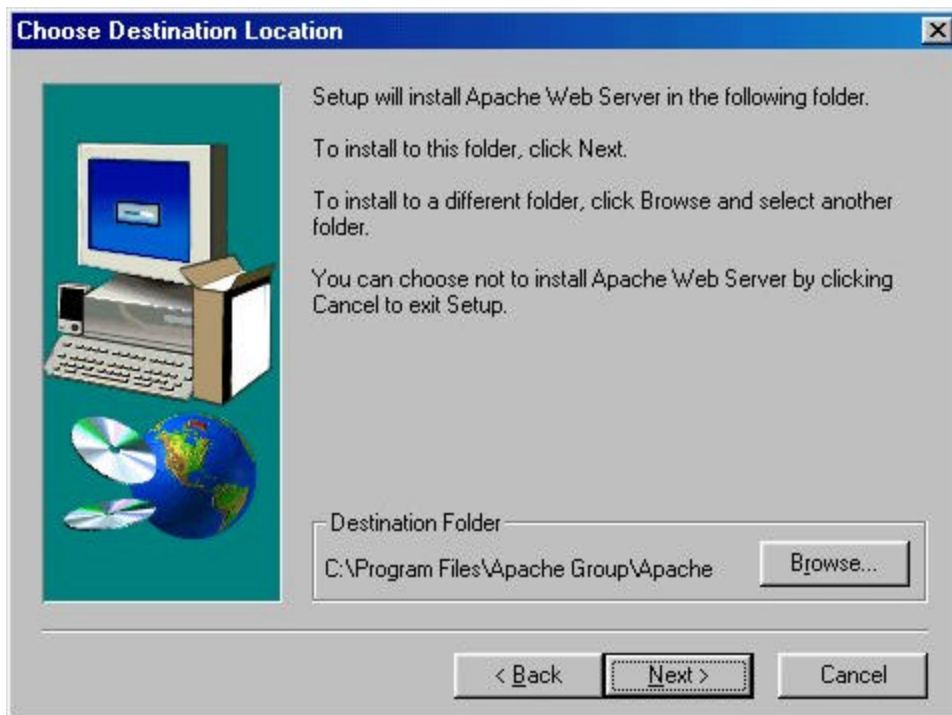 Choose Destination Location
Setup will install Apache Web Server in the following folder.
To install to this folder, click Next.
To install to a different folder, click Browse and select another
folder.
You can choose not to install Apache Web Server by clicking
Cancel to exit Setup.
Destination Folder
C:\Program Files\Apache Group\Apache
Browse...
< Back
Next >
Cancel